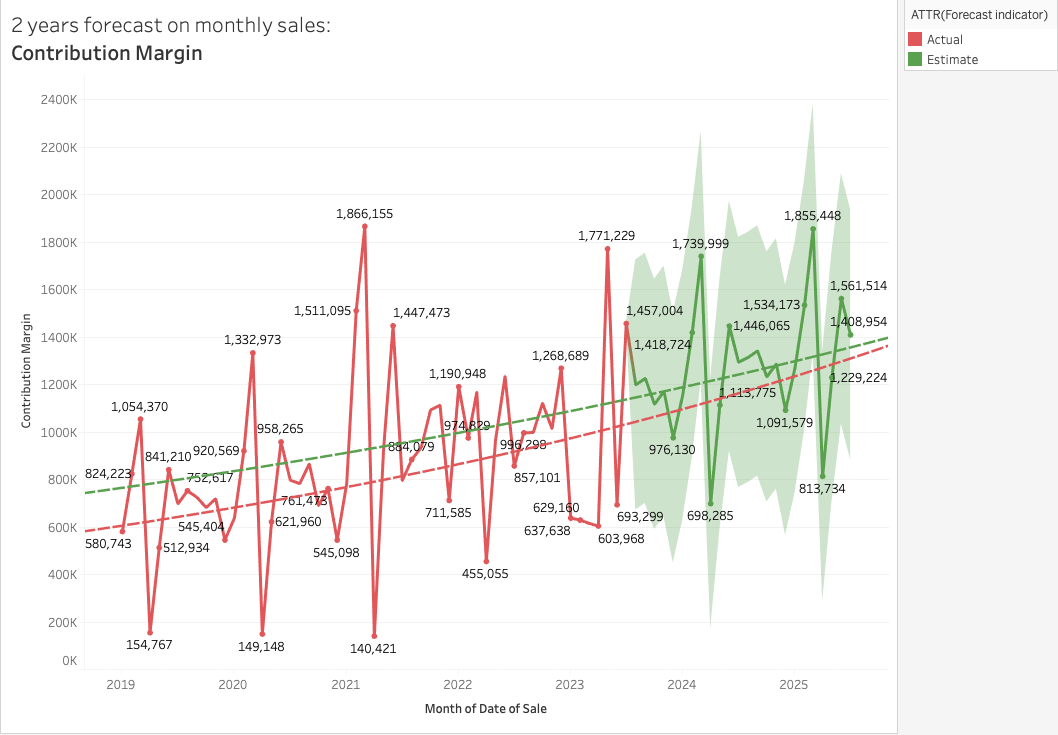 2 years forecast on monthly sales:
Contribution Margin
ATTR(Forecast indicator)
Actual
Estimate
Contribution Margin
2400K
2200K
2000K
1800K
1600K
1400K
1200K
1000K
800K
600K
400K
200K
0K
824,223
580,743
1,054,370
154,767
841,210
512,934
752,617
545,404
920,569
1,332,973
149,148
958,265
621,960
761,473
545,098
1,511,095
1,866,155
140,421
1,447,473
884,079
711,585
1,190,948
974,829
455,055
996,298
857,101
1,268,689
629,160
637,638
603,968
1,771,229
693,299
1,457,004
976,130
1,418,724
1,739,999
698,285
1,113,775
1,446,065
1,091,579
1,534,173
1,855,448
813,734
1,229,224
1,561,514
1,408,954
2019
2020
2021
2022
2023
2024
2025
Month of Date of Sale